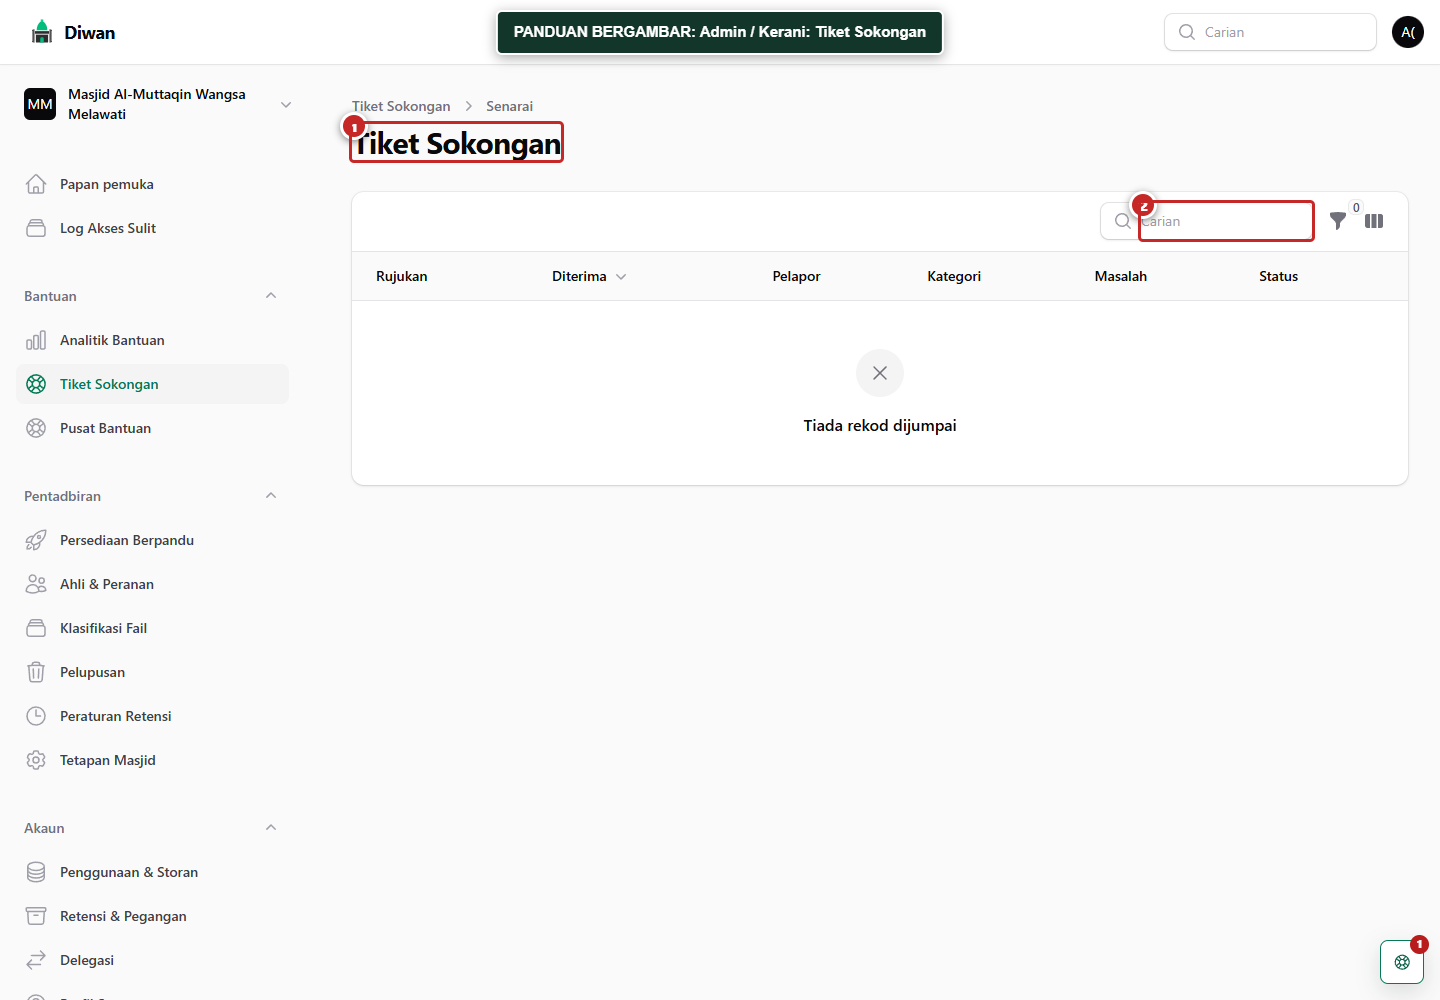 Diwan
PANDUAN BERGAMBAR: Admin / Kerani: Tiket Sokongan
Carian
A(
MM
Masjid Al-Muttaqin Wangsa
Melawati
Papan pemuka
Log Akses Sulit
Bantuan
Analitik Bantuan
Tiket Sokongan
Pusat Bantuan
Pentadbiran
Persediaan Berpandu
Ahli & Peranan
Klasifikasi Fail
Pelupusan
Peraturan Retensi
Tetapan Masjid
Akaun
Penggunaan & Storan
Retensi & Pegangan
Delegasi
Tiket Sokongan
Senarai
1
Tiket Sokongan
2
Carian
0
Rujukan
Diterima
Pelapor
Kategori
Masalah
Status
Tiada rekod dijumpai
1